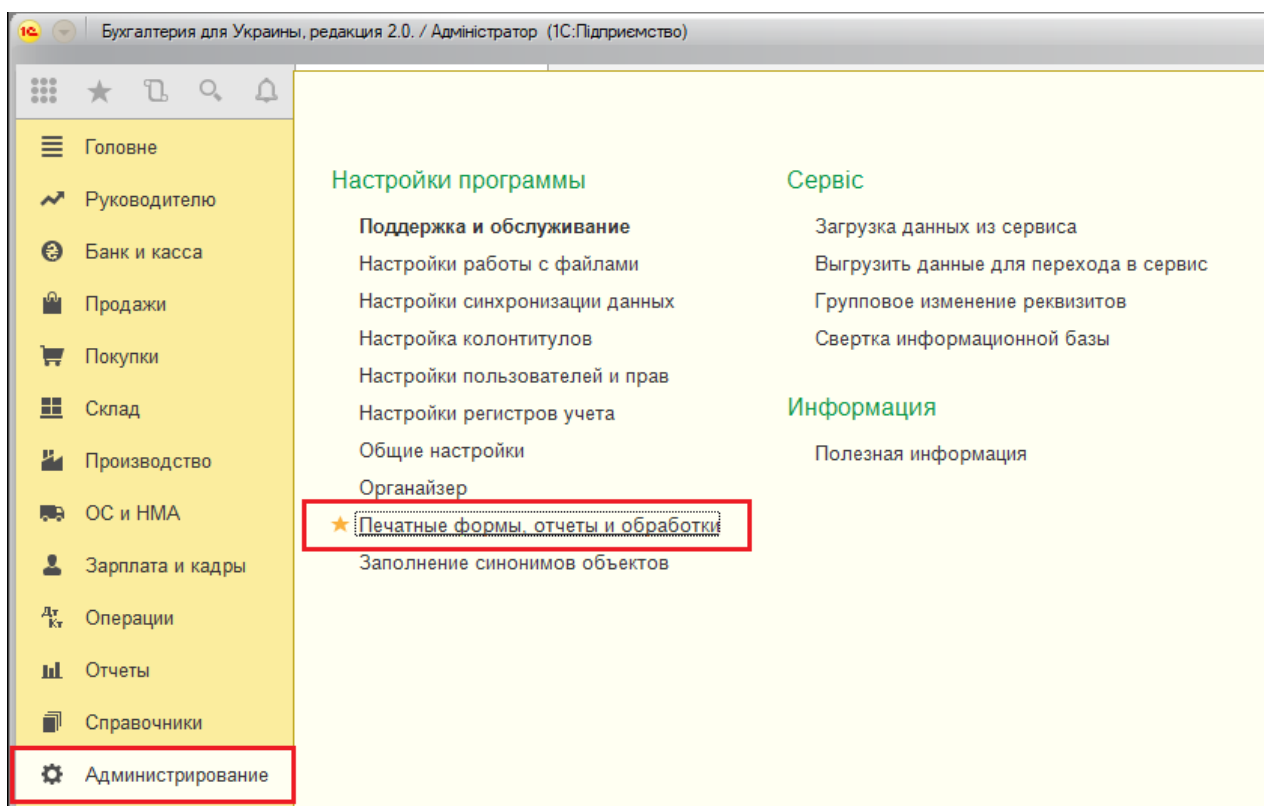 1С Бухгалтерия для Украины, редакция 2.0. / Адміністратор (1С:Підприємство)
Головне
Руководителю
Банк и касса
Продажи
Покупки
Склад
Производство
ОС и НМА
Зарплата и кадры
Дт Кт Операции
Отчеты
Справочники
Администрирование
Настройки программы
Поддержка и обслуживание
Настройки работы с файлами
Настройки синхронизации данных
Настройка колонтитулов
Настройки пользователей и прав
Настройки регистров учета
Общие настройки
Органайзер
Печатные формы, отчеты и обработки
Заполнение синонимов объектов
Сервіс
Загрузка данных из сервиса
Выгрузить данные для перехода в сервис
Групповое изменение реквизитов
Свертка информационной базы
Информация
Полезная информация